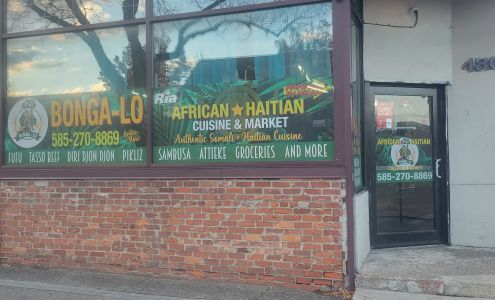 BONGA-LO
585-270-8869
FUFU TASSO BEEF DIRI DJON DJON PIKLIZ
Ria
AFRICAN ★ HAITIAN
CUISINE & MARKET
Authentic Somali - Haitian Cuisine
SAMBUSA ATTIEKE GROCERIES AND MORE
AFRICAN HAITIAN
585-270-8869